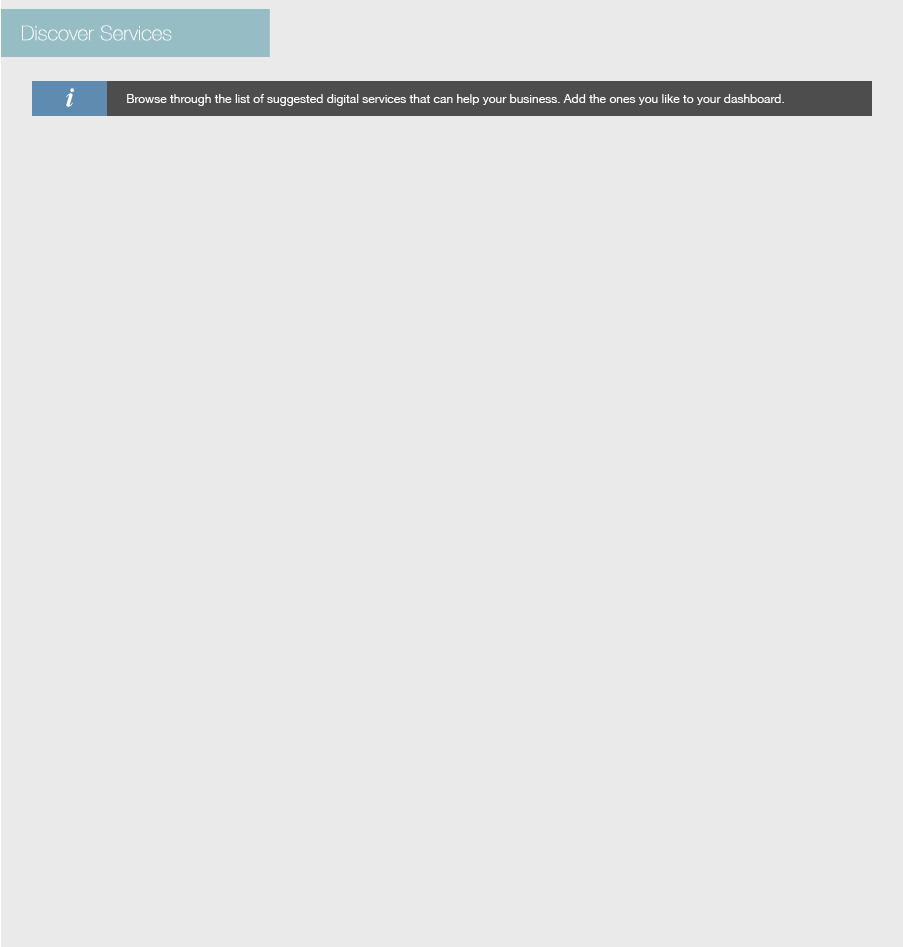 Discover Services
i
Browse through the list of suggested digital services that can help your business. Add the ones you like to your dashboard.